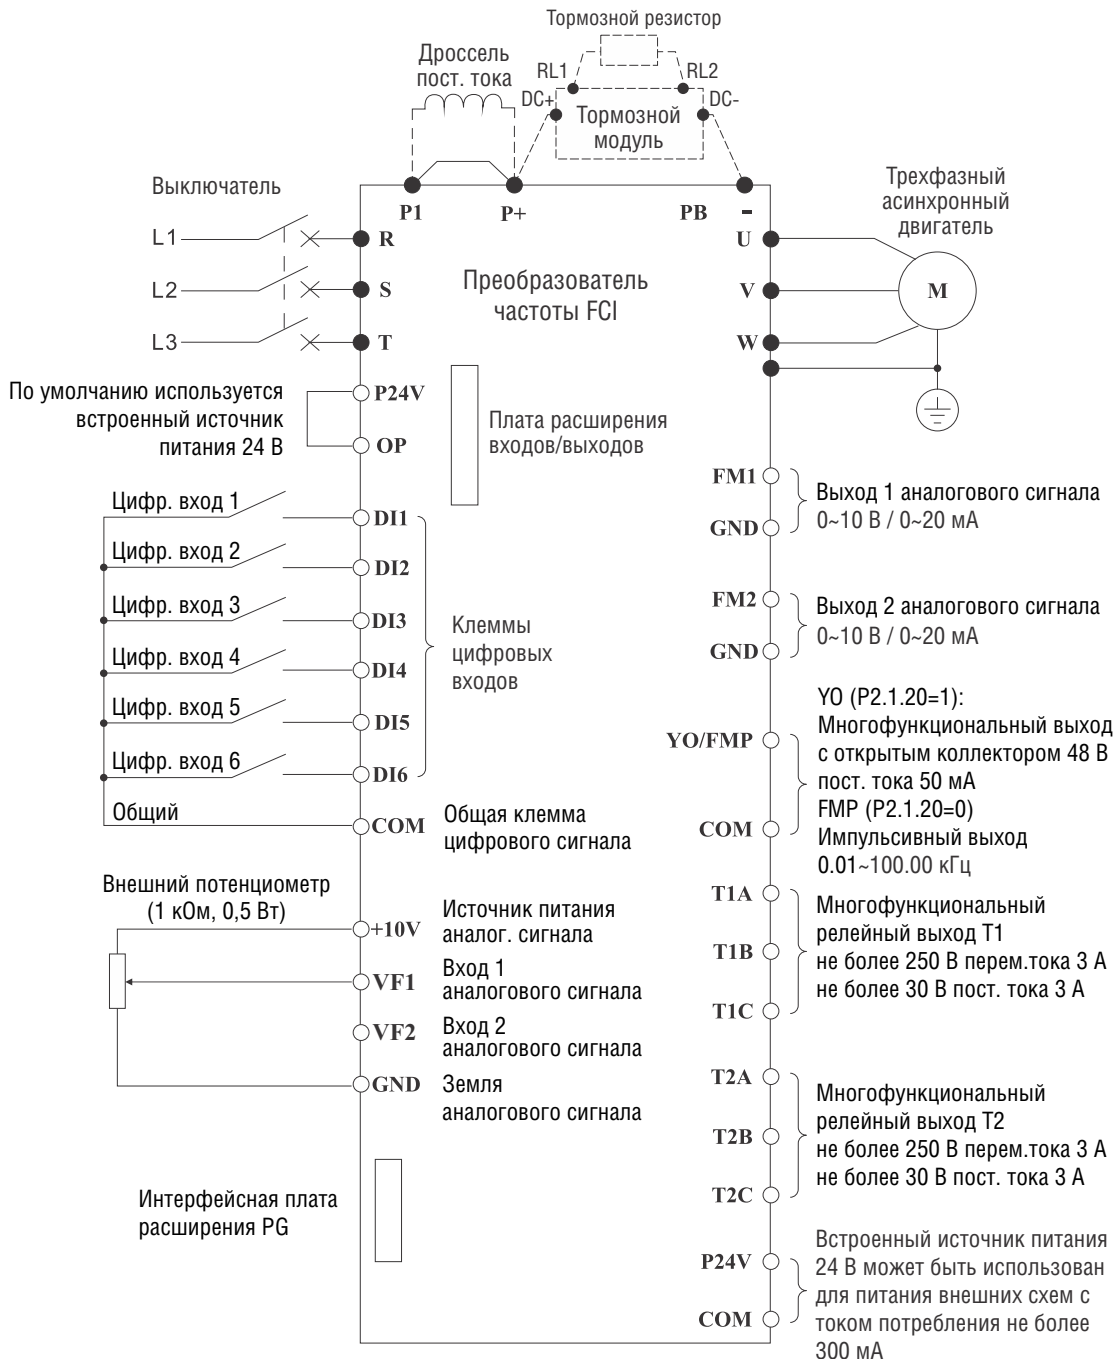 Тормозной резистор
Дроссель
пост. тока
RL1
RL2
DC+
DC-
Тормозной
модуль
Выключатель
P1
P+
PB
-
Трехфазный
асинхронный
двигатель
L1
R
U
L2
S
V
M
L3
T
W
Преобразователь
частоты FCI
По умолчанию используется
встроенный источник
питания 24 В
P24V
OP
Плата расширения
входов/выходов
Цифр. вход 1
DI1
Цифр. вход 2
DI2
Цифр. вход 3
DI3
Цифр. вход 4
DI4
Цифр. вход 5
DI5
Цифр. вход 6
DI6
Общий
COM
Клеммы
цифровых
входов
Общая клемма
цифрового сигнала
Внешний потенциометр
(1 кОм, 0,5 Вт)
+10V
Источник питания
аналог. сигнала
VF1
Вход 1
аналогового сигнала
VF2
Вход 2
аналогового сигнала
GND
Земля
аналогового сигнала
Интерфейсная плата
расширения PG
FM1
GND
Выход 1 аналогового сигнала
0~10 В / 0~20 мА
FM2
GND
Выход 2 аналогового сигнала
0~10 В / 0~20 мА
YO/FMP
COM
YO (P2.1.20=1):
Многофункциональный выход
с открытым коллектором 48 В
пост. тока 50 мА
FMP (P2.1.20=0)
Импульсивный выход
0.01~100.00 кГц
T1A
T1B
T1C
Многофункциональный
релейный выход Т1
не более 250 В перем.тока 3 А
не более 30 В пост. тока 3 А
T2A
T2B
T2C
Многофункциональный
релейный выход Т2
не более 250 В перем.тока 3 А
не более 30 В пост. тока 3 А
P24V
COM
Встроенный источник питания
24 В может быть использован
для питания внешних схем с
током потребления не более
300 мА